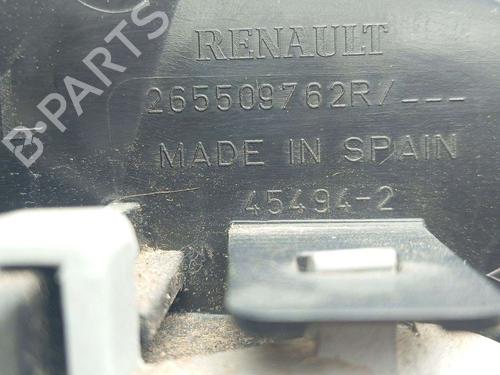 RENAULT
265509762R/---
MADE IN SPAIN
45494-2
B-PARTS